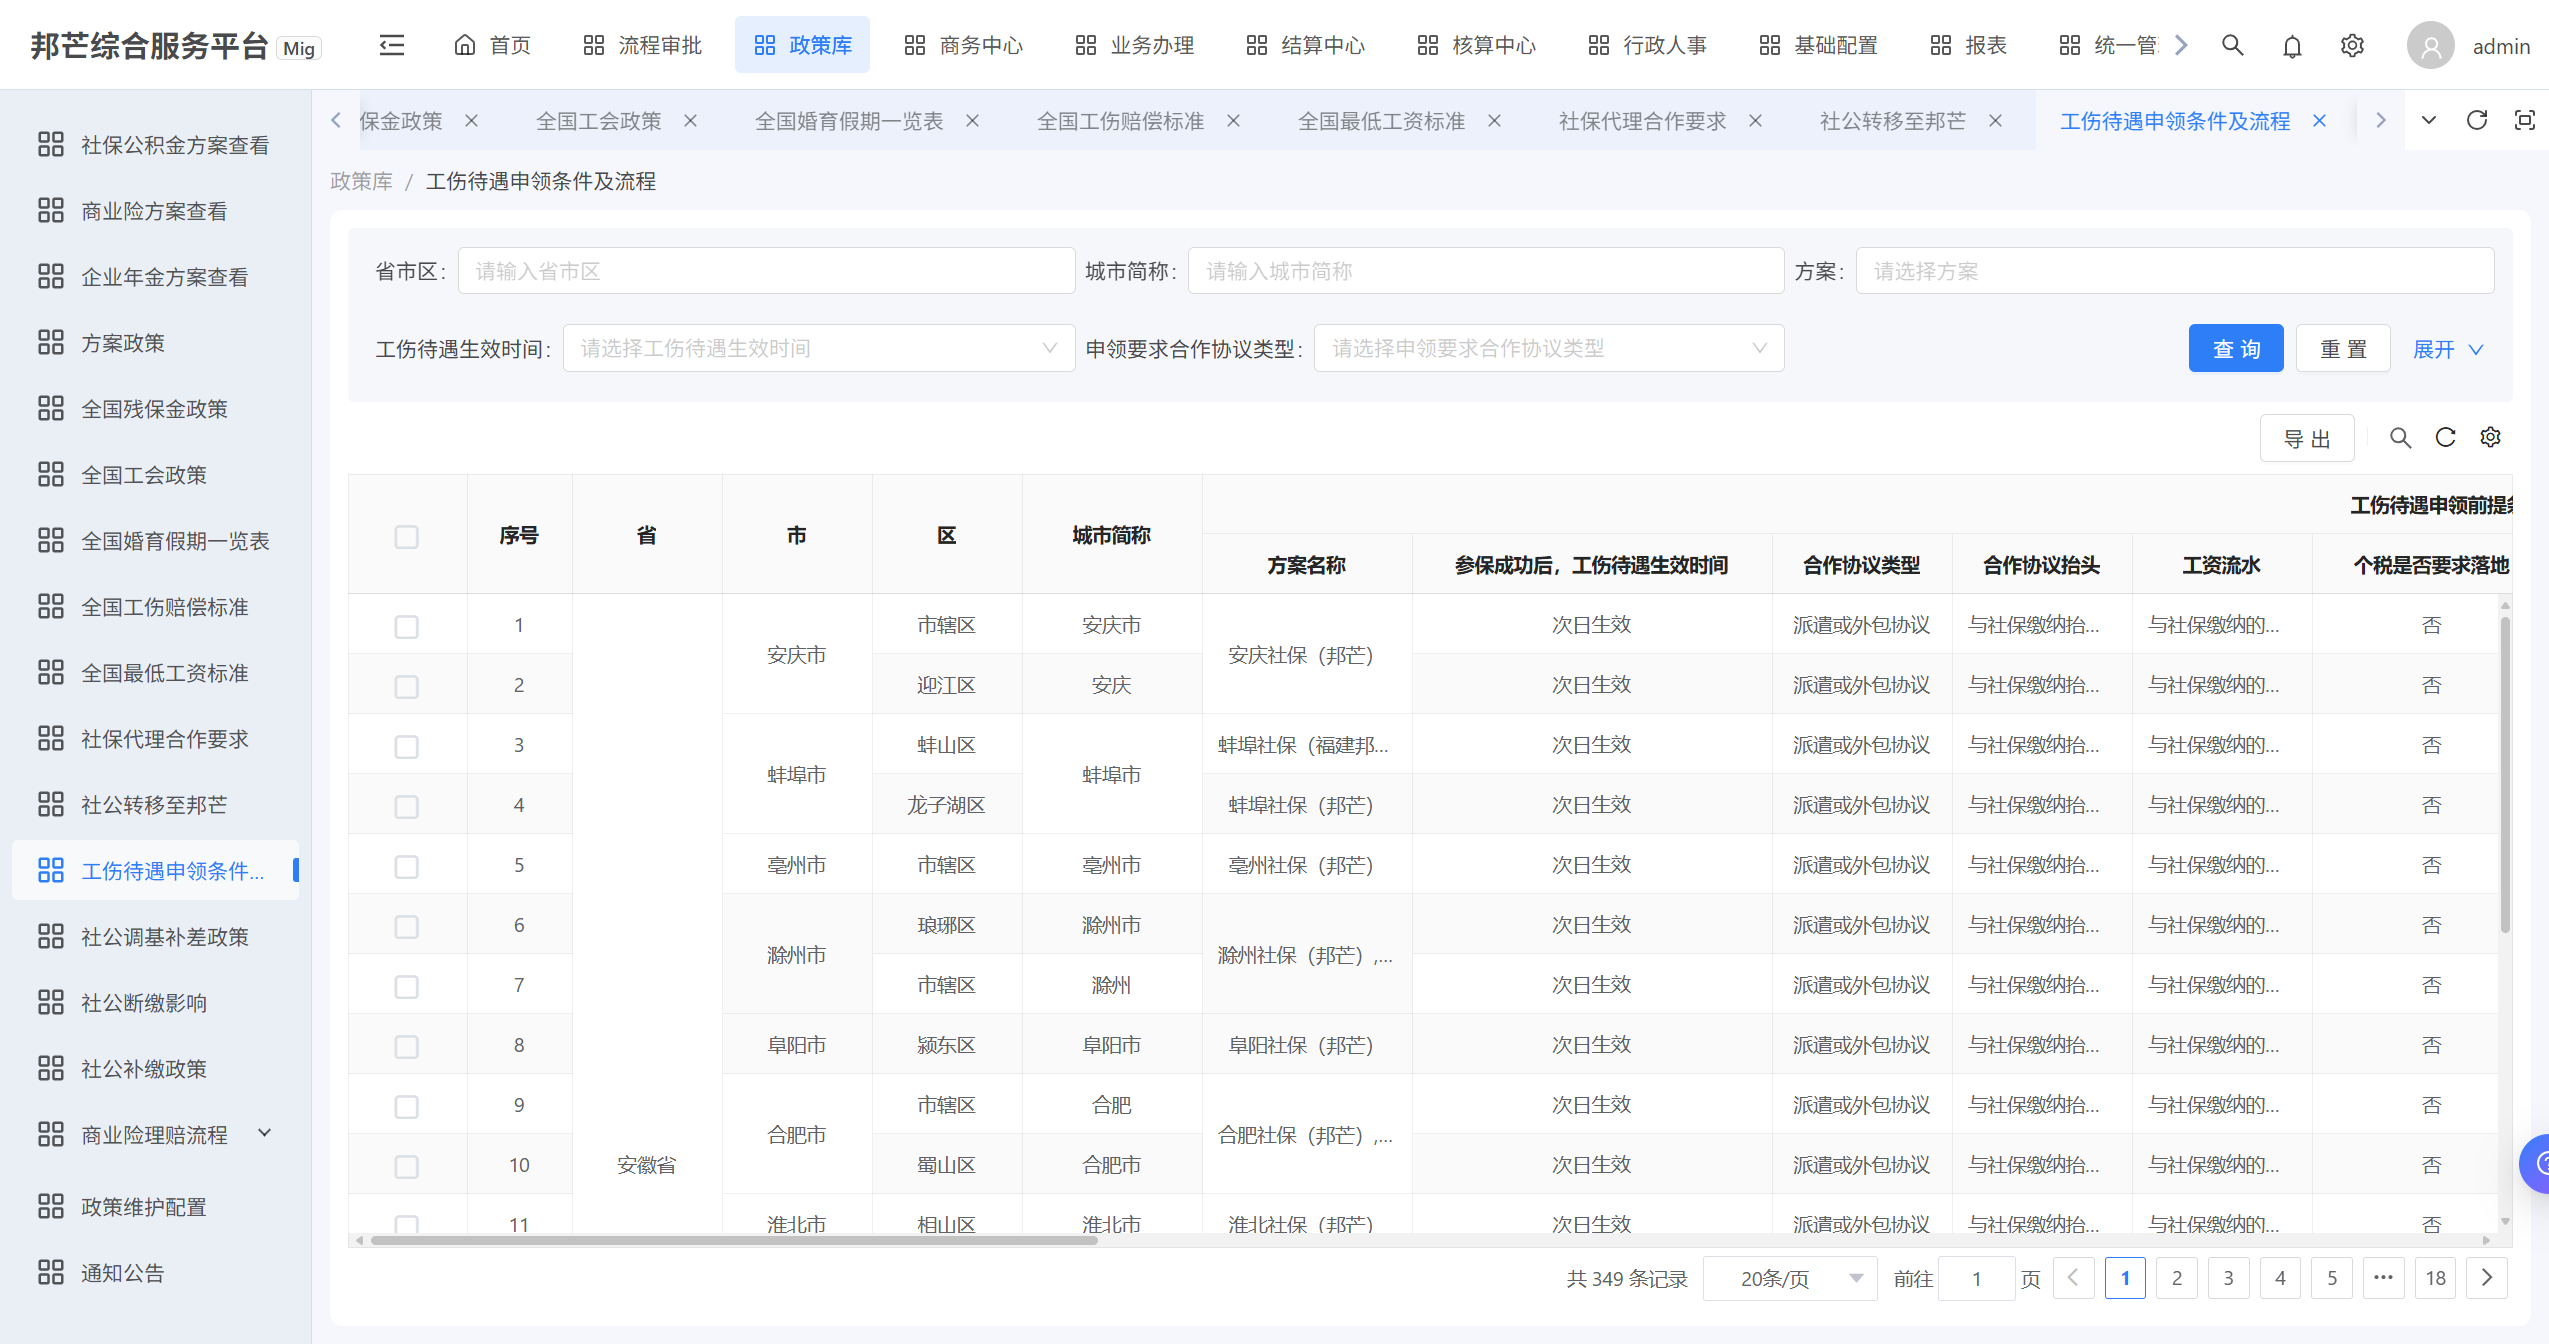 邦芒综合服务平台 Mig 首页 流程审批 政策库 商务中心 业务办理 结算中心 核算中心 行政人事 基础配置 报表 统一管 admin
保金政策 全国工会政策 全国婚育假期一览表 全国工伤赔偿标准 全国最低工资标准 社保代理合作要求 社公转移至邦芒 工伤待遇申领条件及流程
政策库 / 工伤待遇申领条件及流程
社保公积金方案查看
商业险方案查看
企业年金方案查看
方案政策
全国残保金政策
全国工会政策
全国婚育假期一览表
全国工伤赔偿标准
全国最低工资标准
社保代理合作要求
社公转移至邦芒
工伤待遇申领条件...
社公调基补差政策
社公断缴影响
社公补缴政策
商业险理赔流程
政策维护配置
通知公告
省市区: 请输入省市区 城市简称: 请输入城市简称 方案: 请选择方案
工伤待遇生效时间: 请选择工伤待遇生效时间 申领要求合作协议类型: 请选择申领要求合作协议类型 查 询 重 置 展开
导 出
序号 省 市 区 城市简称 工伤待遇申领前提条
方案名称 参保成功后，工伤待遇生效时间 合作协议类型 合作协议抬头 工资流水 个税是否要求落地
1 安庆市 市辖区 安庆市 安庆社保（邦芒） 次日生效 派遣或外包协议 与社保缴纳抬... 与社保缴纳的... 否
2 迎江区 安庆 次日生效 派遣或外包协议 与社保缴纳抬... 与社保缴纳的... 否
3 蚌埠市 蚌山区 蚌埠市 蚌埠社保（福建邦... 次日生效 派遣或外包协议 与社保缴纳抬... 与社保缴纳的... 否
4 龙子湖区 蚌埠社保（邦芒） 次日生效 派遣或外包协议 与社保缴纳抬... 与社保缴纳的... 否
5 亳州市 市辖区 亳州市 亳州社保（邦芒） 次日生效 派遣或外包协议 与社保缴纳抬... 与社保缴纳的... 否
6 滁州市 琅琊区 滁州市 滁州社保（邦芒）,... 次日生效 派遣或外包协议 与社保缴纳抬... 与社保缴纳的... 否
7 市辖区 滁州 次日生效 派遣或外包协议 与社保缴纳抬... 与社保缴纳的... 否
8 阜阳市 颍东区 阜阳市 阜阳社保（邦芒） 次日生效 派遣或外包协议 与社保缴纳抬... 与社保缴纳的... 否
9 合肥市 市辖区 合肥 合肥社保（邦芒）,... 次日生效 派遣或外包协议 与社保缴纳抬... 与社保缴纳的... 否
10 安徽省 蜀山区 合肥市 次日生效 派遣或外包协议 与社保缴纳抬... 与社保缴纳的... 否
11 淮北市 相山区 淮北市 淮北社保（邦芒） 次日生效 派遣或外包协议 与社保缴纳抬... 与社保缴纳的... 否
共 349 条记录 20条/页 前往 1 页 1 2 3 4 5 ••• 18